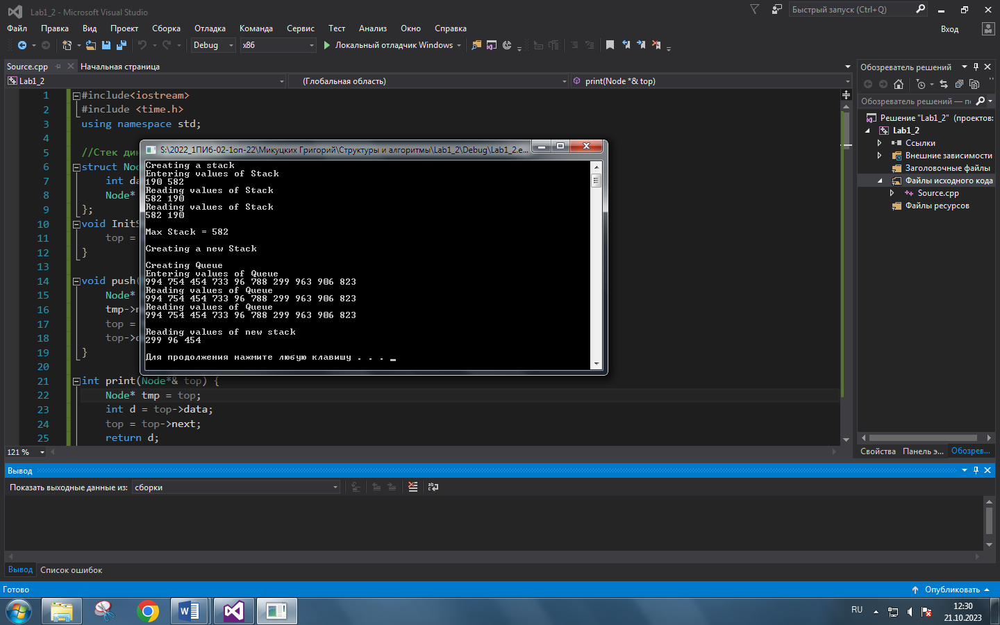 Lab1_2 - Microsoft Visual Studio
Быстрый запуск (Ctrl+Q)
Файл Правка Вид Проект Сборка Отладка Команда Сервис Тест Анализ Окно Справка
Вход
Debug x86 Локальный отладчик Windows
Source.cpp Начальная страница
Lab1_2 (Глобальная область) print(Node *& top)
1 #include<iostream>
2 #include <time.h>
3 using namespace std;
4
5 //Стек дин
6 struct Nod
7 int da
8 Node*
9 };
10 void InitS
11 top =
12 }
13
14 void push(
15 Node*
16 tmp->n
17 top =
18 top->d
19 }
20
21 int print(Node*& top) {
22 Node* tmp = top;
23 int d = top->data;
24 top = top->next;
25 return d;
121 %
S:\2022_1ПИб-02-1оп-22\Микуцких Григорий\Структуры и алгоритмы\Lab1_2\Debug\Lab1_2.e...
Creating a stack
Entering values of Stack
190 582
Reading values of Stack
582 190
Reading values of Stack
582 190
Max Stack = 582
Creating a new Stack
Creating Queue
Entering values of Queue
994 754 454 733 96 788 299 963 906 823
Reading values of Queue
994 754 454 733 96 788 299 963 906 823
Reading values of Queue
994 754 454 733 96 788 299 963 906 823
Reading values of new stack
299 96 454
Для продолжения нажмите любую клавишу . . .
Обозреватель решений
Обозреватель решений — п
Решение "Lab1_2" (проектов:
Lab1_2
Ссылки
Внешние зависимости
Заголовочные файлы
Файлы исходного кода
Source.cpp
Файлы ресурсов
Свойства Панель э... Обозрев...
Вывод
Показать выходные данные из: сборки
Вывод Список ошибок
Готово
Опубликовать
RU
12:30
21.10.2023